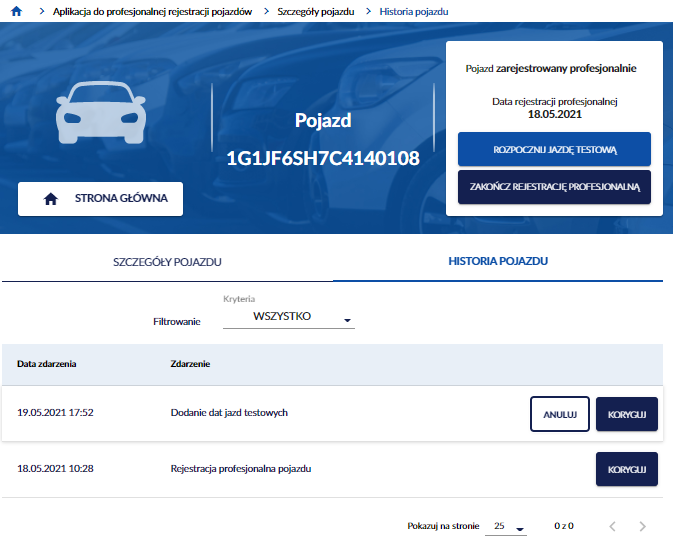 Aplikacja do profesjonalnej rejestracji pojazdów > Szczegóły pojazdu > Historia pojazdu
Pojazd zarejestrowany profesjonalnie
Data rejestracji profesjonalnej
18.05.2021
Pojazd
1G1JF6SH7C4140108
ROZPOCZNIJ JAZDĘ TESTOWĄ
ZAKOŃCZ REJESTRACJĘ PROFESJONALNĄ
STRONA GŁÓWNA
SZCZEGÓŁY POJAZDU HISTORIA POJAZDU
Kryteria
Filtrowanie WSZYSTKO
Data zdarzenia Zdarzenie
19.05.2021 17:52 Dodanie dat jazd testowych ANULUJ KORYGUJ
18.05.2021 10:28 Rejestracja profesjonalna pojazdu KORYGUJ
Pokazuj na stronie 25 0 z 0 < >